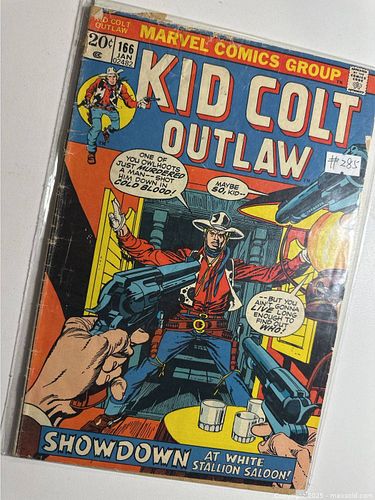 KID COLT
OUTLAW
MARVEL COMICS GROUP
20¢
166
JAN
02482
KID COLT
OUTLAW
#285
ONE OF
YOU OWLHOOTS
JUST MURDERED
A MAN--SHOT
HIM DOWN IN
COLD BLOOD!
MAYBE
SO, KID--
--BUT YOU
AIN'T GONNA
LIVE LONG
ENOUGH TO
FIND OUT
WHO!
SHOWDOWN
AT WHITE
STALLION SALOON!